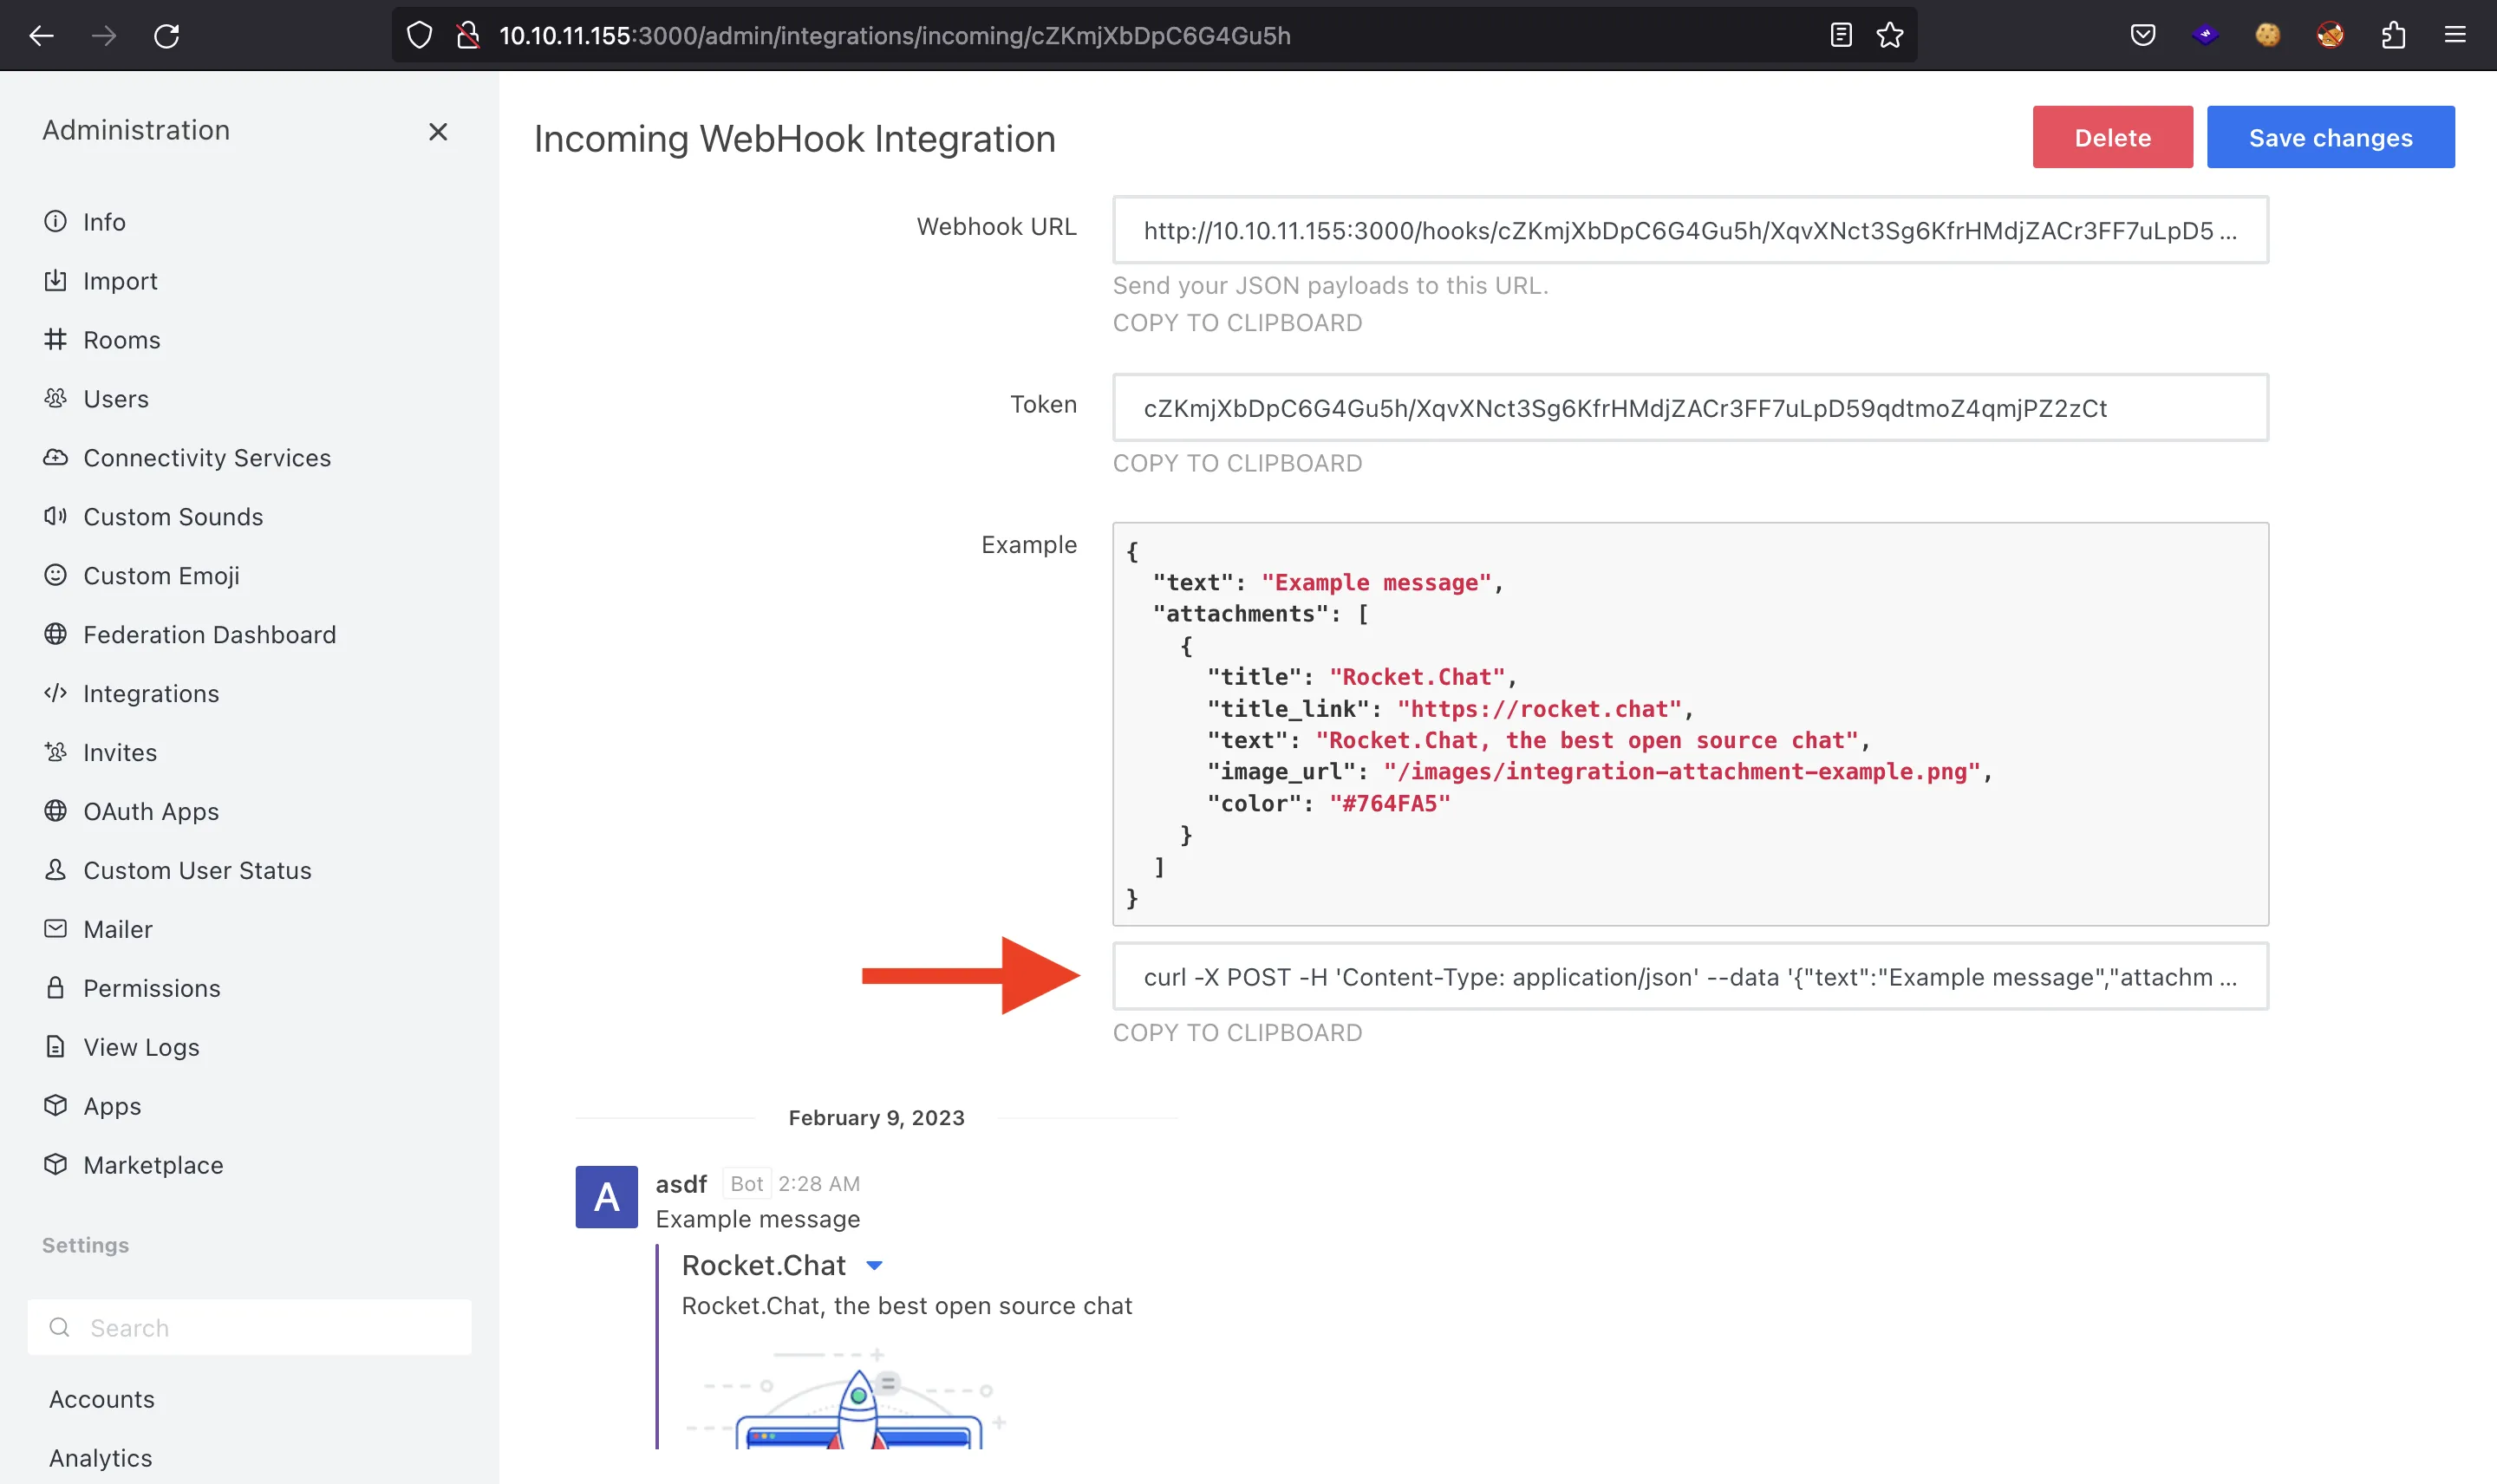 10.10.11.155:3000/admin/integrations/incoming/cZKmjXbDpC6G4Gu5h
Administration
Info
Import
Rooms
Users
Connectivity Services
Custom Sounds
Custom Emoji
Federation Dashboard
Integrations
Invites
OAuth Apps
Custom User Status
Mailer
Permissions
View Logs
Apps
Marketplace
Settings
Search
Accounts
Analytics
Incoming WebHook Integration
Delete
Save changes
Webhook URL
http://10.10.11.155:3000/hooks/cZKmjXbDpC6G4Gu5h/XqvXNct3Sg6KfrHMdjZACr3FF7uLpD5 ...
Send your JSON payloads to this URL.
COPY TO CLIPBOARD
Token
cZKmjXbDpC6G4Gu5h/XqvXNct3Sg6KfrHMdjZACr3FF7uLpD59qdtmoZ4qmjPZ2zCt
COPY TO CLIPBOARD
Example
{
"text": "Example message",
"attachments": [
{
"title": "Rocket.Chat",
"title_link": "https://rocket.chat",
"text": "Rocket.Chat, the best open source chat",
"image_url": "/images/integration-attachment-example.png",
"color": "#764FA5"
}
]
}
curl -X POST -H 'Content-Type: application/json' --data '{"text":"Example message","attachm ...
COPY TO CLIPBOARD
February 9, 2023
A
asdf Bot 2:28 AM
Example message
Rocket.Chat
Rocket.Chat, the best open source chat